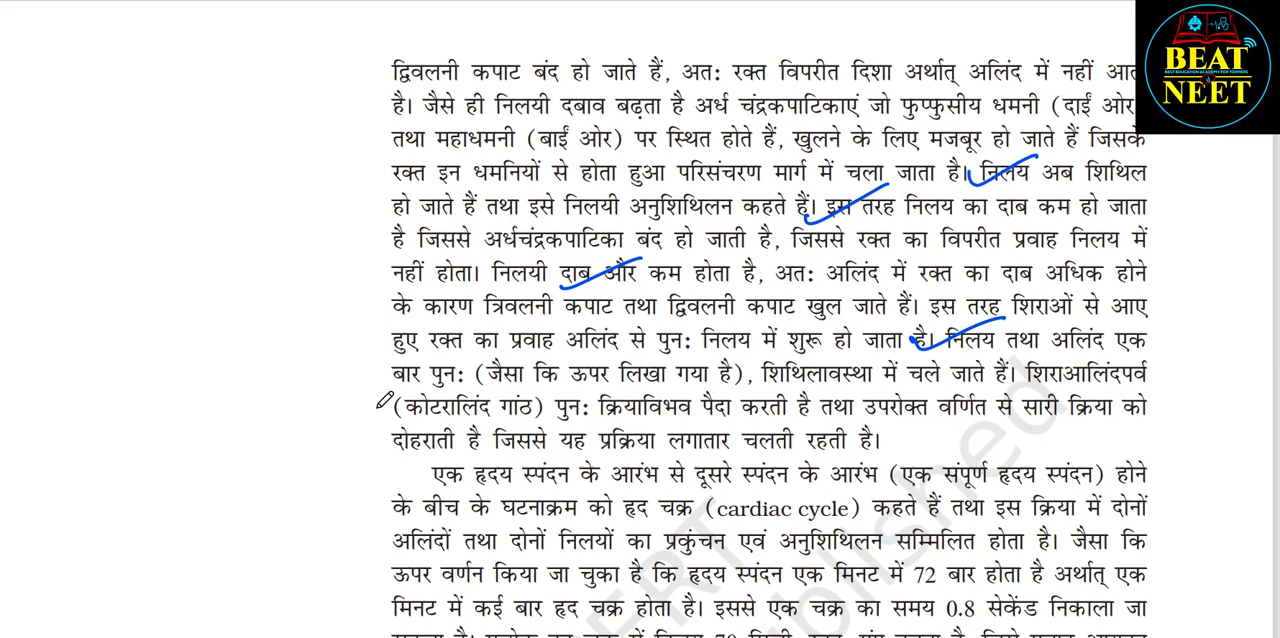 BEAT
BEST EDUCATION ACADEMY FOR TOPPERS
NEET
द्विवलनी कपाट बंद हो जाते हैं, अत: रक्त विपरीत दिशा अर्थात् अलिंद में नहीं
है। जैसे ही निलयी दबाव बढ़ता है अर्ध चंद्रकपाटिकाएं जो फुप्फुसीय धमनी (दाईं ओर
तथा महाधमनी (बाईं ओर) पर स्थित होते हैं, खुलने के लिए मजबूर हो जाते हैं जिसके
रक्त इन धमनियों से होता हुआ परिसंचरण मार्ग में चला जाता है। निलय अब शिथिल
हो जाते हैं तथा इसे निलयी अनुशिथिलन कहते हैं। इस तरह निलय का दाब कम हो जाता
है जिससे अर्धचंद्रकपाटिका बंद हो जाती है, जिससे रक्त का विपरीत प्रवाह निलय में
नहीं होता। निलयी दाब और कम होता है, अत: अलिंद में रक्त का दाब अधिक होने
के कारण त्रिवलनी कपाट तथा द्विवलनी कपाट खुल जाते हैं। इस तरह शिराओं से आए
हुए रक्त का प्रवाह अलिंद से पुन: निलय में शुरू हो जाता है। निलय तथा अलिंद एक
बार पुन: (जैसा कि ऊपर लिखा गया है), शिथिलावस्था में चले जाते हैं। शिराआलिंदपर्व
(कोटरालिंद गांठ) पुन: क्रियाविभव पैदा करती है तथा उपरोक्त वर्णित से सारी क्रिया को
दोहराती है जिससे यह प्रक्रिया लगातार चलती रहती है।
एक हृदय स्पंदन के आरंभ से दूसरे स्पंदन के आरंभ (एक संपूर्ण हृदय स्पंदन) होने
के बीच के घटनाक्रम को हृद चक्र (cardiac cycle) कहते हैं तथा इस क्रिया में दोनों
अलिंदों तथा दोनों निलयों का प्रकुंचन एवं अनुशिथिलन सम्मिलित होता है। जैसा कि
ऊपर वर्णन किया जा चुका है कि हृदय स्पंदन एक मिनट में 72 बार होता है अर्थात् एक
मिनट में कई बार हृद चक्र होता है। इससे एक चक्र का समय 0.8 सेकेंड निकाला जा